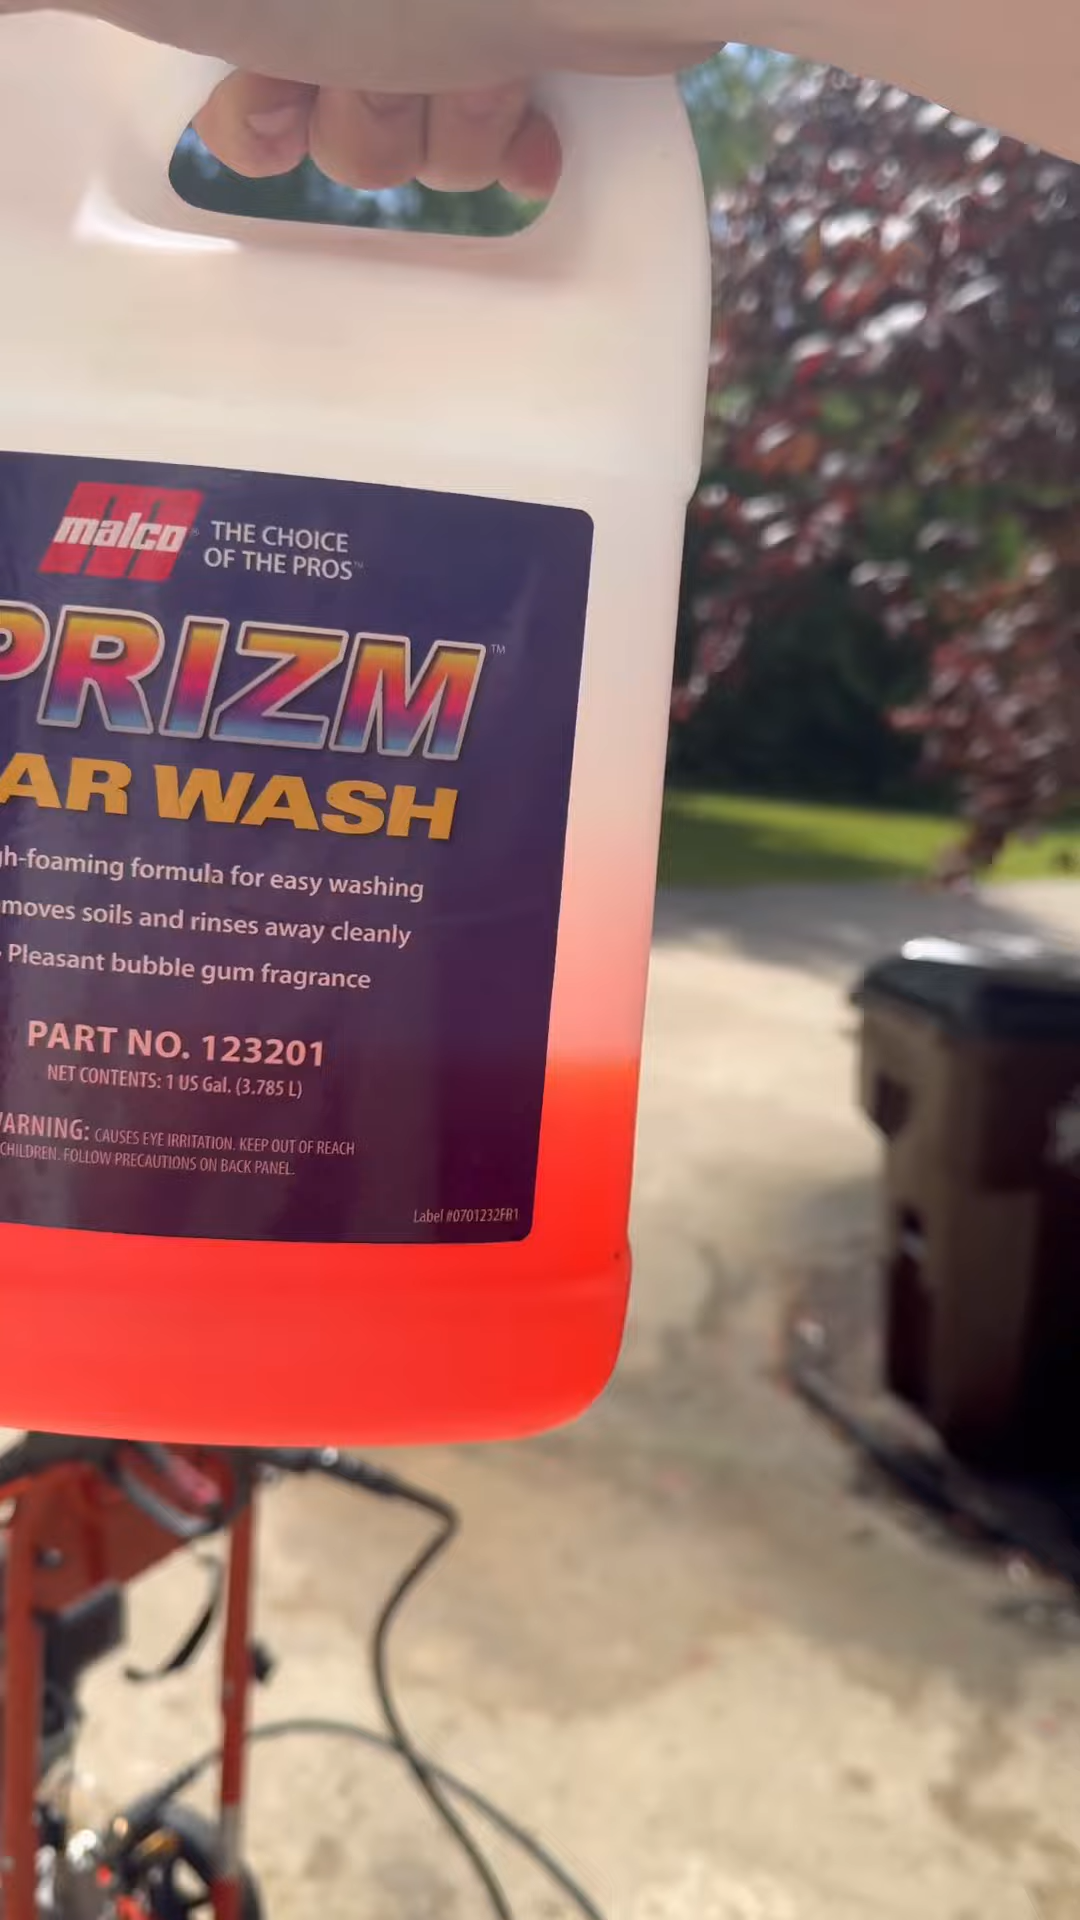 malco® THE CHOICE
OF THE PROS™
PRIZM™
AR WASH
gh-foaming formula for easy washing
moves soils and rinses away cleanly
· Pleasant bubble gum fragrance
PART NO. 123201
NET CONTENTS: 1 US Gal. (3.785 L)
ARNING: CAUSES EYE IRRITATION. KEEP OUT OF REACH
CHILDREN. FOLLOW PRECAUTIONS ON BACK PANEL.
Label #0701232FR1